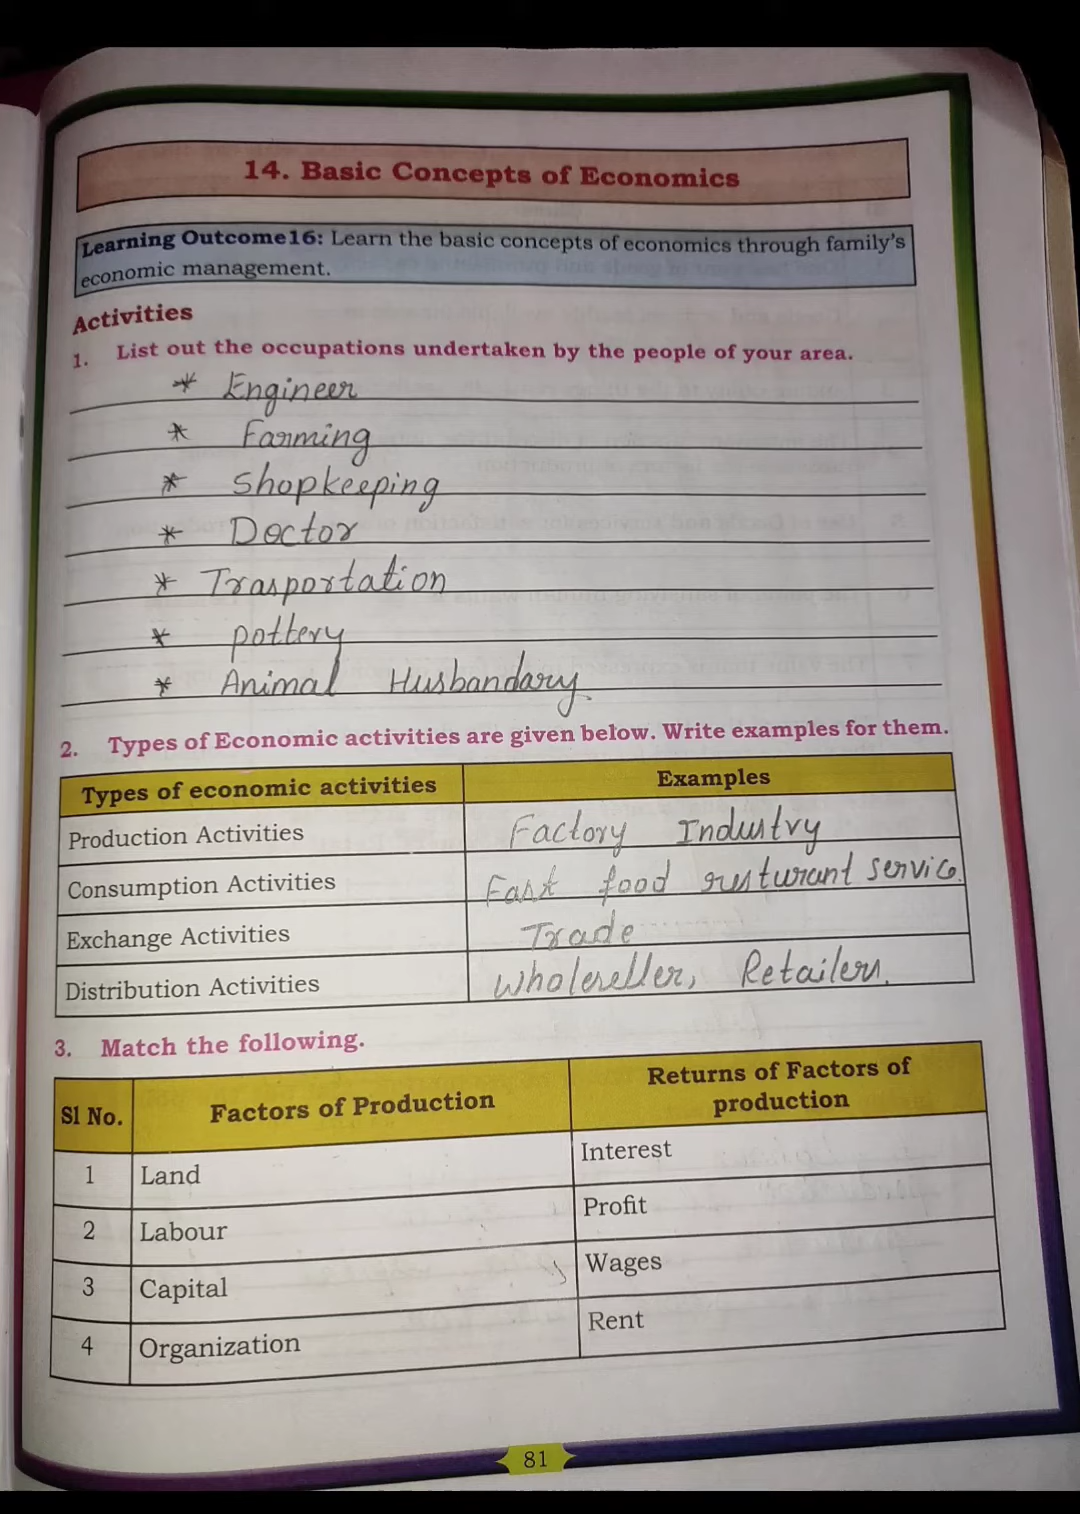 14. Basic Concepts of Economics
Learning Outcome16: Learn the basic concepts of economics through family's
economic management.
Activities
1. List out the occupations undertaken by the people of your area.
* Engineer
* Farming
* Shopkeeping
* Doctor
* Trasportation
* pottery
* Animal Husbandary
2. Types of Economic activities are given below. Write examples for them.
Types of economic activities Examples
Production Activities Factory Industry
Consumption Activities Fast food resturant service.
Exchange Activities Trade
Distribution Activities Wholeseller, Retailers.
3. Match the following.
Sl No. Factors of Production Returns of Factors of
production
1 Land Interest
2 Labour Profit
3 Capital Wages
4 Organization Rent
81